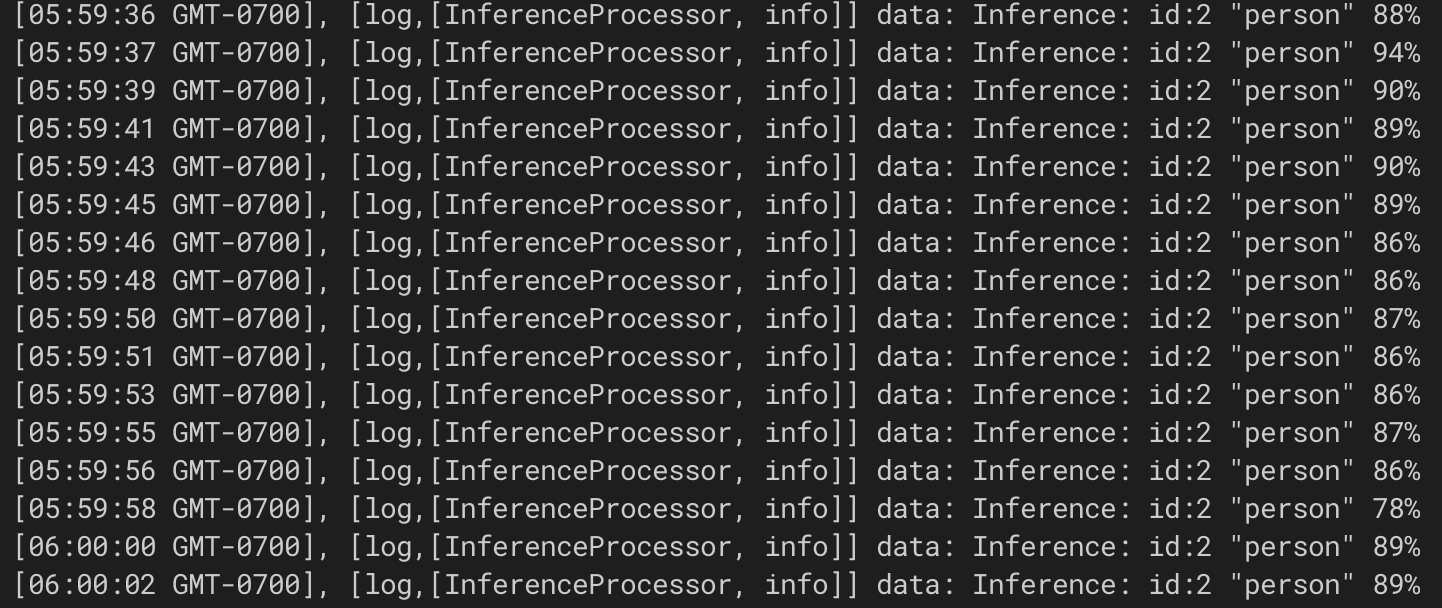 [05:59:36 GMT-0700], [log,[InferenceProcessor, info]] data: Inference: id:2 "person" 88%
[05:59:37 GMT-0700], [log,[InferenceProcessor, info]] data: Inference: id:2 "person" 94%
[05:59:39 GMT-0700], [log,[InferenceProcessor, info]] data: Inference: id:2 "person" 90%
[05:59:41 GMT-0700], [log,[InferenceProcessor, info]] data: Inference: id:2 "person" 89%
[05:59:43 GMT-0700], [log,[InferenceProcessor, info]] data: Inference: id:2 "person" 90%
[05:59:45 GMT-0700], [log,[InferenceProcessor, info]] data: Inference: id:2 "person" 89%
[05:59:46 GMT-0700], [log,[InferenceProcessor, info]] data: Inference: id:2 "person" 86%
[05:59:48 GMT-0700], [log,[InferenceProcessor, info]] data: Inference: id:2 "person" 86%
[05:59:50 GMT-0700], [log,[InferenceProcessor, info]] data: Inference: id:2 "person" 87%
[05:59:51 GMT-0700], [log,[InferenceProcessor, info]] data: Inference: id:2 "person" 86%
[05:59:53 GMT-0700], [log,[InferenceProcessor, info]] data: Inference: id:2 "person" 86%
[05:59:55 GMT-0700], [log,[InferenceProcessor, info]] data: Inference: id:2 "person" 87%
[05:59:56 GMT-0700], [log,[InferenceProcessor, info]] data: Inference: id:2 "person" 86%
[05:59:58 GMT-0700], [log,[InferenceProcessor, info]] data: Inference: id:2 "person" 78%
[06:00:00 GMT-0700], [log,[InferenceProcessor, info]] data: Inference: id:2 "person" 89%
[06:00:02 GMT-0700], [log,[InferenceProcessor, info]] data: Inference: id:2 "person" 89%